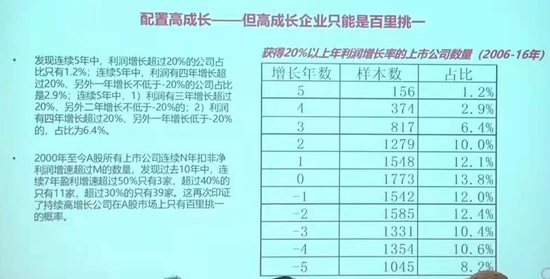 配置高成长——但高成长企业只能是百里挑一
发现连续5年中，利润增长超过20%的公司占
比只有1.2%；连续5年中，利润有四年增长超
过20%，另外一年增长不低于-20%的公司占比
是2.9%；连续5年中，1）利润有三年增长超过
20%，另外二年增长不低于-20%的；2）利润
有四年增长超过20%，另外一年增长低于-20%
的，占比为6.4%。
2000年至今A股所有上市公司连续N年扣非净
利润增速超过M的数量，发现过去10年中，连
续7年盈利增速超过50%只有3家，超过40%的
只有11家，超过30%的只有39家。这再次印证
了持续高增长公司在A股市场上只有百里挑一
的概率。
获得20%以上年利润增长率的上市公司数量（2006-16年）
增长年数 样本数 占比
5 156 1.2%
4 374 2.9%
3 817 6.4%
2 1279 10.0%
1 1548 12.1%
0 1773 13.8%
-1 1542 12.0%
-2 1585 12.4%
-3 1331 10.4%
-4 1354 10.6%
-5 1045 8.2%